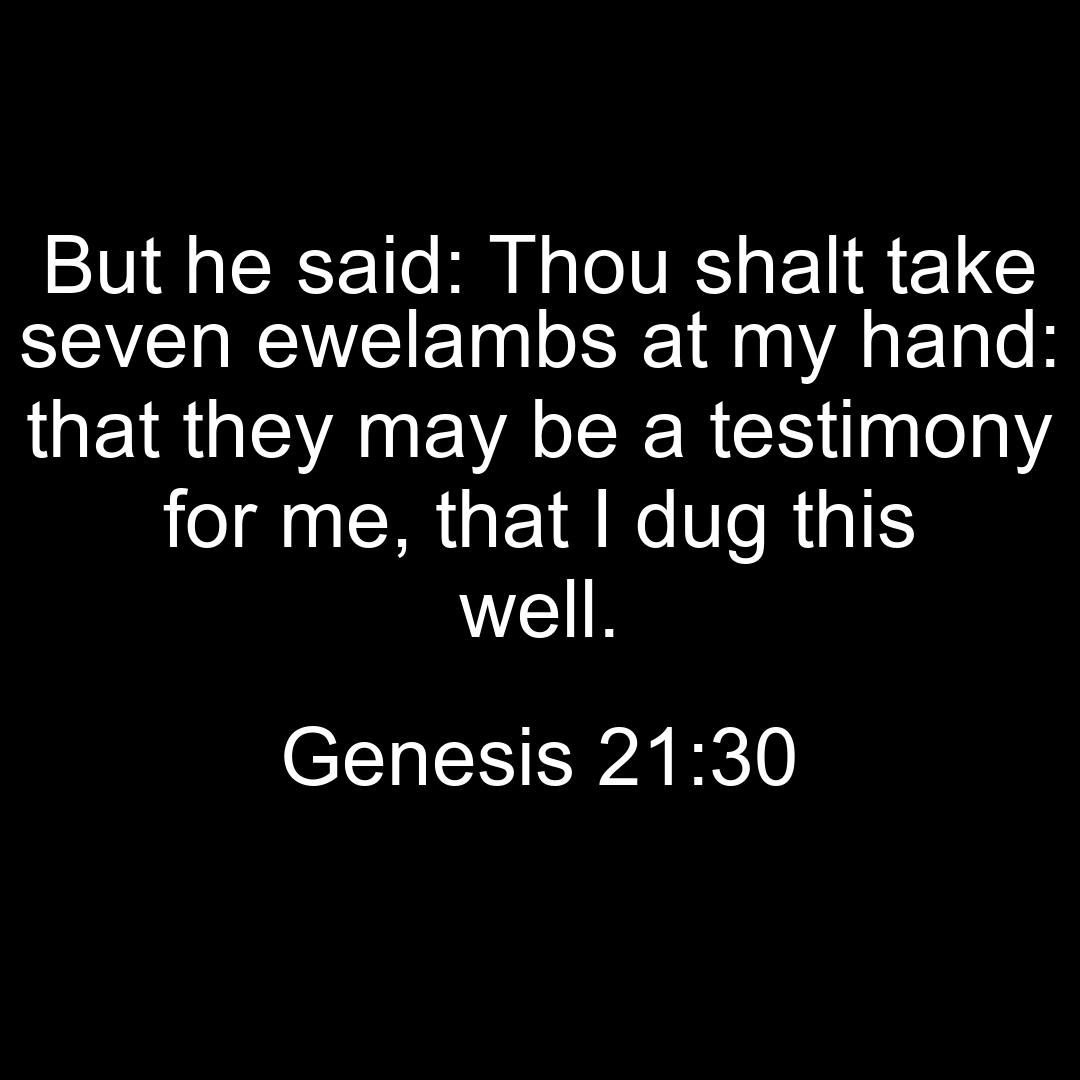 But he said: Thou shalt take
seven ewelambs at my hand:
that they may be a testimony
for me, that I dug this
well.
Genesis 21:30